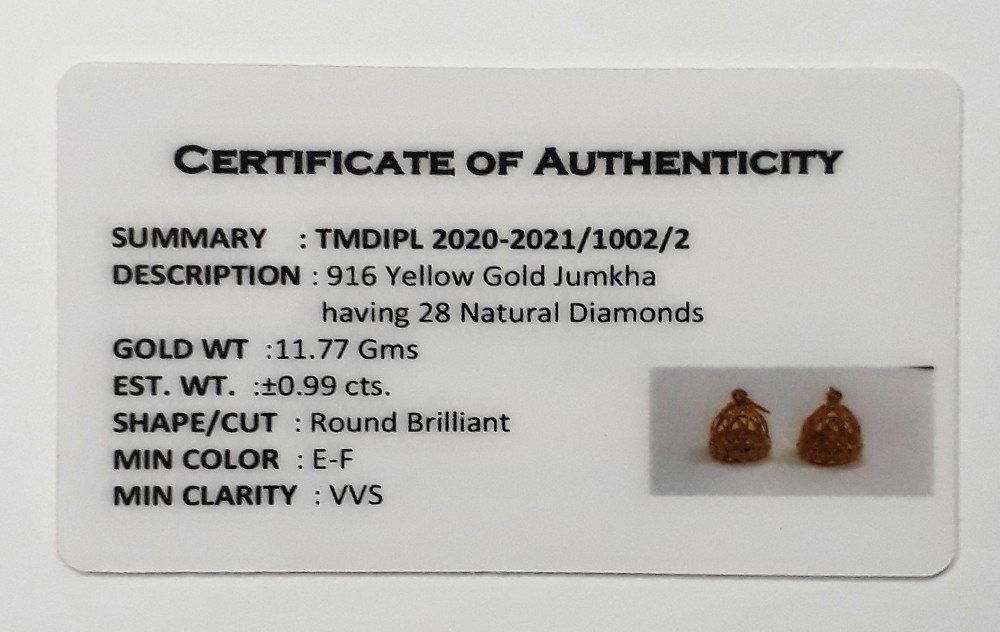 CERTIFICATE OF AUTHENTICITY
SUMMARY : TMDIPL 2020-2021/1002/2
DESCRIPTION : 916 Yellow Gold Jumkha
having 28 Natural Diamonds
GOLD WT :11.77 Gms
EST. WT. :±0.99 cts.
SHAPE/CUT : Round Brilliant
MIN COLOR : E-F
MIN CLARITY : VVS